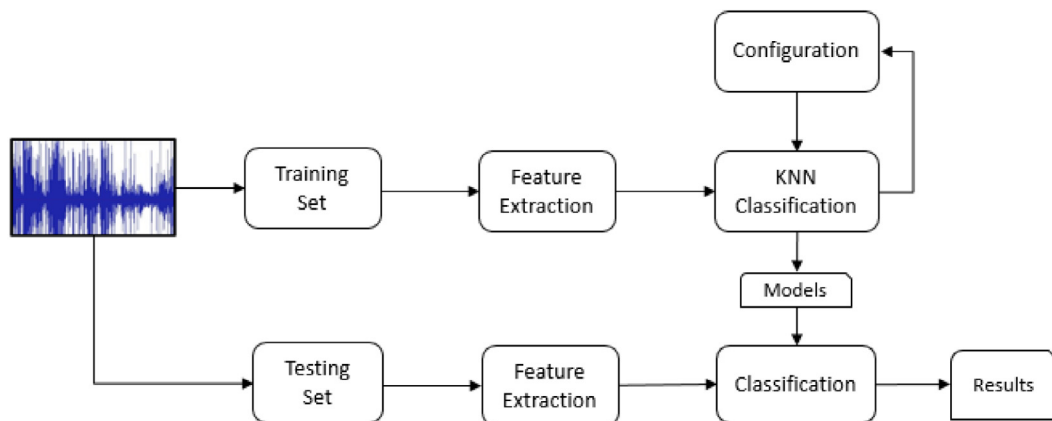 Configuration
Training
Set
Feature
Extraction
KNN
Classification
Models
Testing
Set
Feature
Extraction
Classification
Results